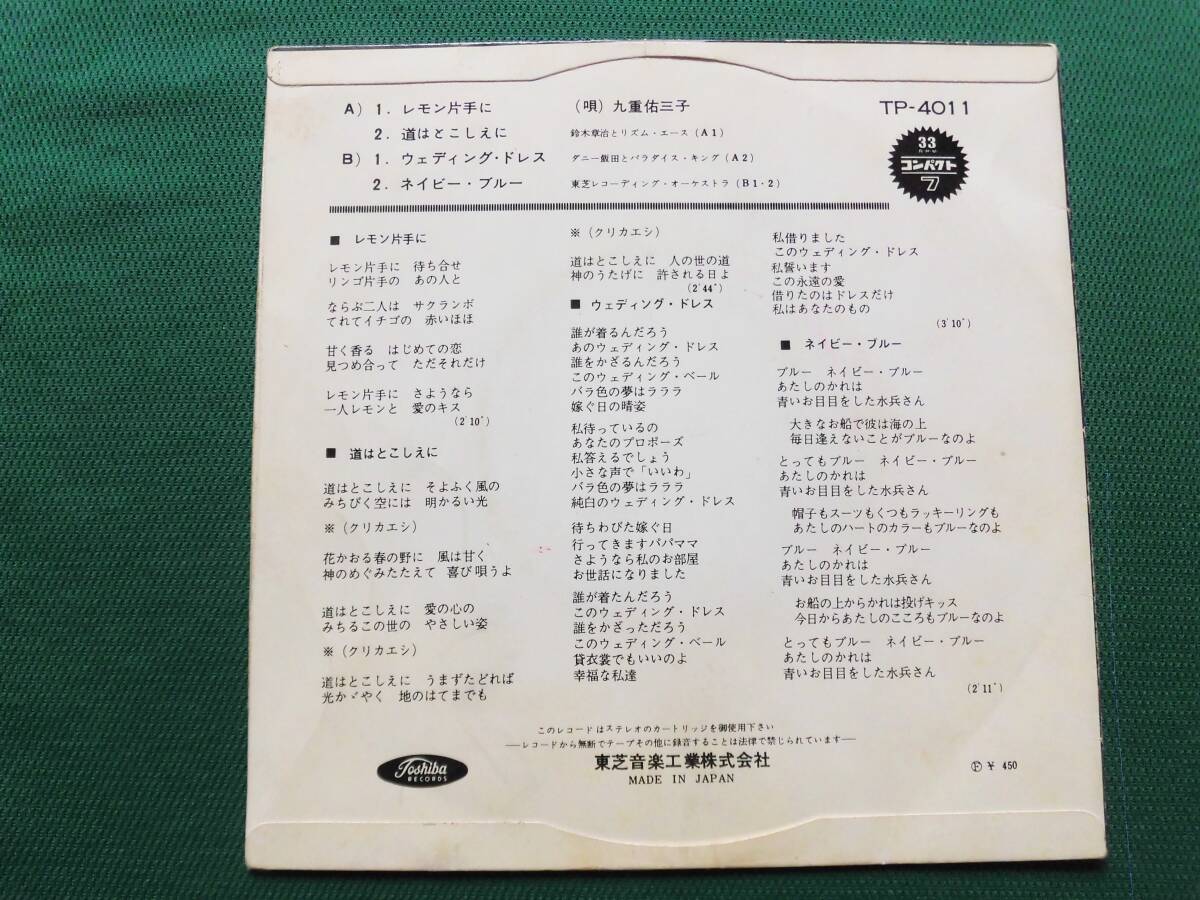 A) 1. レモン片手に
2. 道はとこしえに
B) 1. ウェディング・ドレス
2. ネイビー・ブルー
(唄) 九重佑三子
鈴木章治とリズム・エース (A1)
ダニー飯田とパラダイス・キング (A2)
東芝レコーディング・オーケストラ (B1・2)
TP-4011
33
RPM
コンパクト
7
■ レモン片手に
レモン片手に 待ち合せ
リンゴ片手の あの人と
ならぶ二人は サクランボ
てれてイチゴの 赤いほほ
甘く香る はじめての恋
見つめ合って ただそれだけ
レモン片手に さようなら
一人レモンと 愛のキス
(2′10″)
■ 道はとこしえに
道はとこしえに そよふく風の
みちびく空には 明かるい光
※ (クリカエシ)
花かおる春の野に 風は甘く
神のめぐみたたえて 喜び唄うよ
道はとこしえに 愛の心の
みちるこの世の やさしい姿
※ (クリカエシ)
道はとこしえに うまずたどれば
光かゞやく 地のはてまでも
※ (クリカエシ)
道はとこしえに 人の世の道
神のうたげに 許される日よ
(2′44″)
■ ウェディング・ドレス
誰が着るんだろう
あのウェディング・ドレス
誰をかざるんだろう
このウェディング・ベール
バラ色の夢はラララ
嫁ぐ日の晴姿
私待っているの
あなたのプロポーズ
私答えるでしょう
小さな声で「いいわ」
バラ色の夢はラララ
純白のウェディング・ドレス
待ちわびた嫁ぐ日
行ってきますパパママ
さようなら私のお部屋
お世話になりました
誰が着たんだろう
このウェディング・ドレス
誰をかざっただろう
このウェディング・ベール
貸衣裳でもいいのよ
幸福な私達
私借りました
このウェディング・ドレス
私誓います
この永遠の愛
借りたのはドレスだけ
私はあなたのもの
(3′10″)
■ ネイビー・ブルー
ブルー ネイビー・ブルー
あたしのかれは
青いお目目をした水兵さん
大きなお船で彼は海の上
毎日逢えないことがブルーなのよ
とってもブルー ネイビー・ブルー
あたしのかれは
青いお目目をした水兵さん
帽子もスーツもくつもラッキーリングも
あたしのハートのカラーもブルーなのよ
ブルー ネイビー・ブルー
あたしのかれは
青いお目目をした水兵さん
お船の上からかれは投げキッス
今日からあたしのこころもブルーなのよ
とってもブルー ネイビー・ブルー
あたしのかれは
青いお目目をした水兵さん
(2′11″)
このレコードはステレオのカートリッジを御使用下さい
—レコードから無断でテープその他に録音することは法律で禁じられています—
東芝音楽工業株式会社
MADE IN JAPAN
Toshiba
RECORDS
Ⓟ ¥ 450